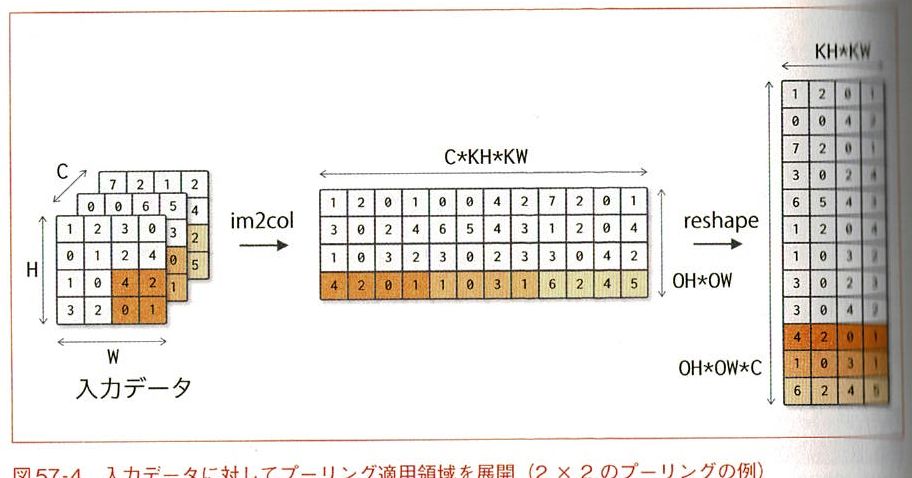 KH*KW
C*KH*KW
C
7 2 1 2
0 0 6 5 4
1 2 3 0 3 2
0 1 2 4 0 5
1 0 4 2 1
3 2 0 1
H
W
入力データ
im2col
1 2 0 1 0 0 4 2 7 2 0 1
3 0 2 4 6 5 4 3 1 2 0 4
1 0 3 2 3 0 2 3 3 0 4 2
4 2 0 1 1 0 3 1 6 2 4 5
OH*OW
reshape
1 2 0 1
0 0 4 2
7 2 0 1
3 0 2 4
6 5 4 3
1 2 0 4
1 0 3 2
3 0 2 3
3 0 4 2
4 2 0 1
1 0 3 1
6 2 4 5
OH*OW*C
図57-4 入力データに対してプーリング適用領域を展開（2 × 2 のプーリングの例）